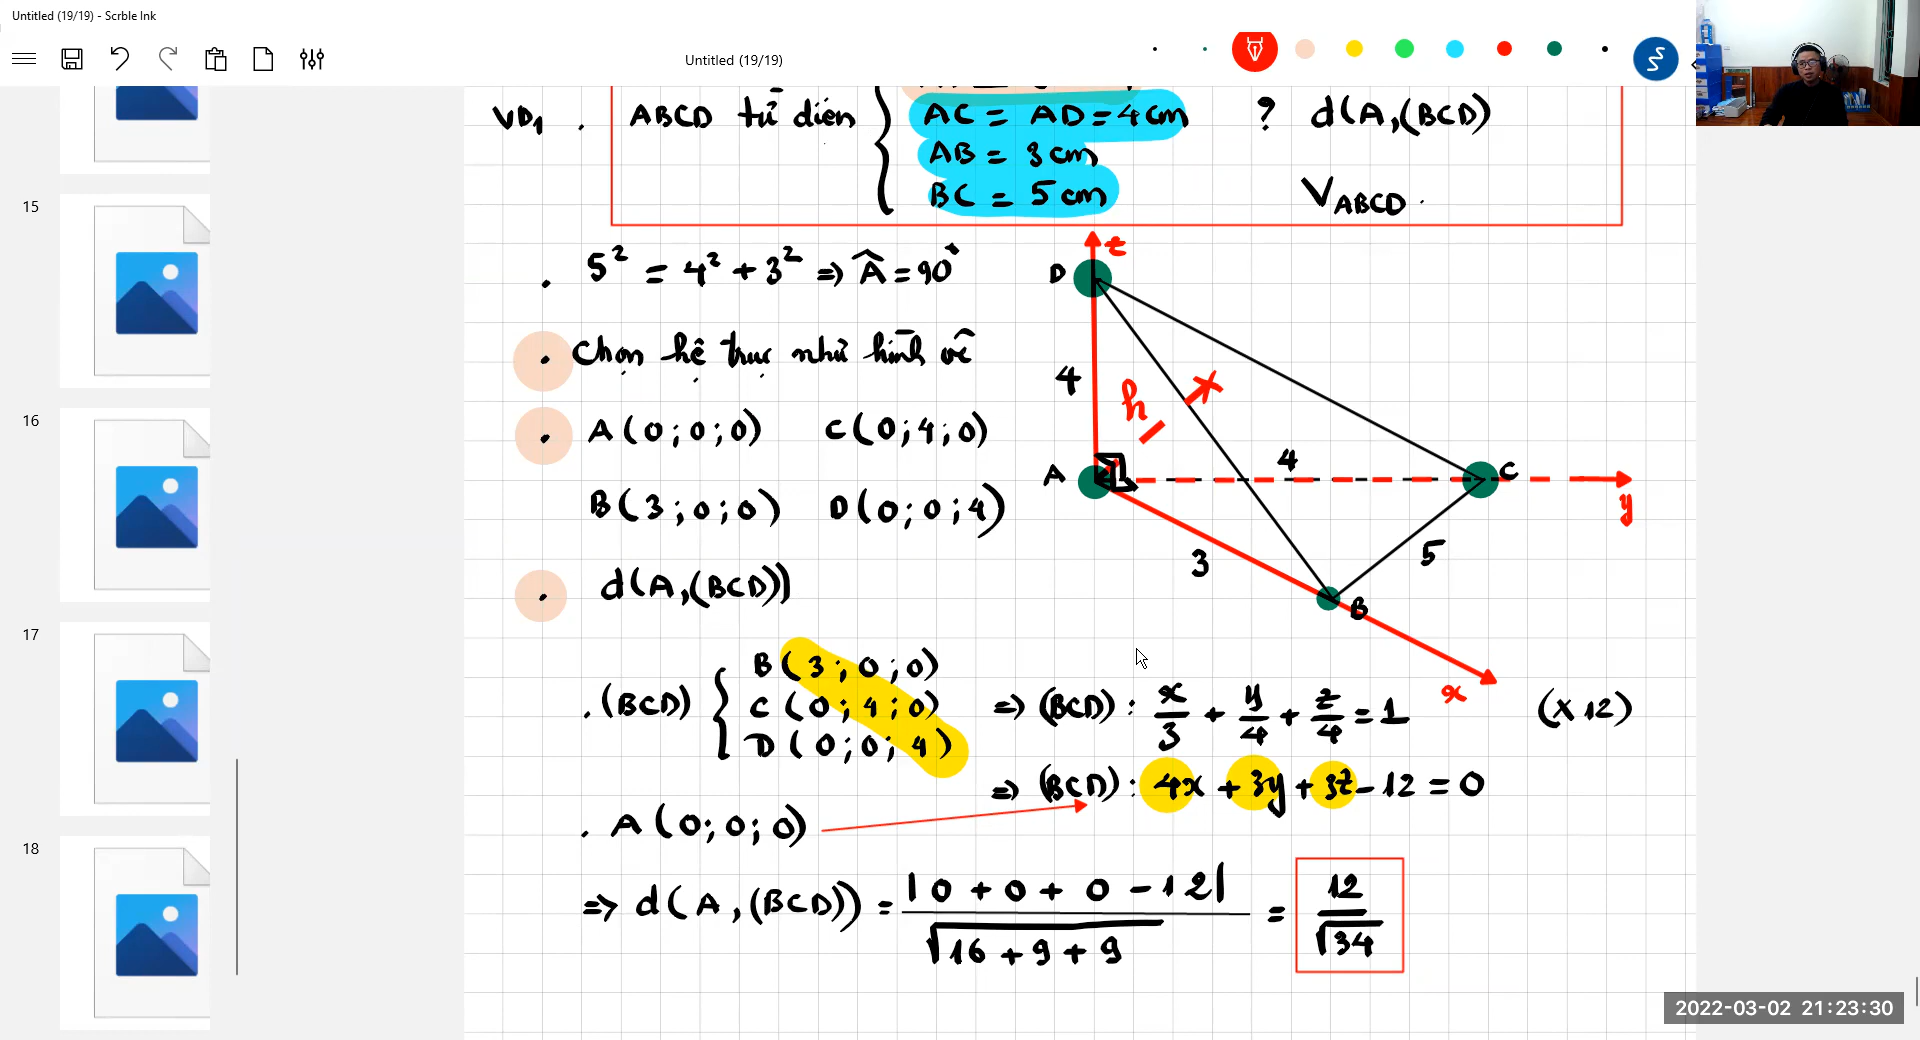 Untitled (19/19) - Scrble Ink
Untitled (19/19)
15
16
17
18
VD1 . ABCD tứ diện { AC = AD = 4 cm ? d(A,(BCD)
AB = 3 cm
BC = 5 cm VABCD .
. 5² = 4² + 3² => Â = 90°
. Chọn hệ trục như hình vẽ
. A(0;0;0) C(0;4;0)
B(3;0;0) D(0;0;4)
. d(A,(BCD))
z
D
4
h
A
4
C
y
3
5
B
x
. (BCD) { B(3;0;0)
C(0;4;0) => (BCD): x/3 + y/4 + z/4 = 1 (x 12)
D(0;0;4)
=> (BCD): 4x + 3y + 3z - 12 = 0
. A(0;0;0)
=> d(A,(BCD)) = |0 + 0 + 0 - 12| / √16 + 9 + 9 = 12/√34
2022-03-02 21:23:30